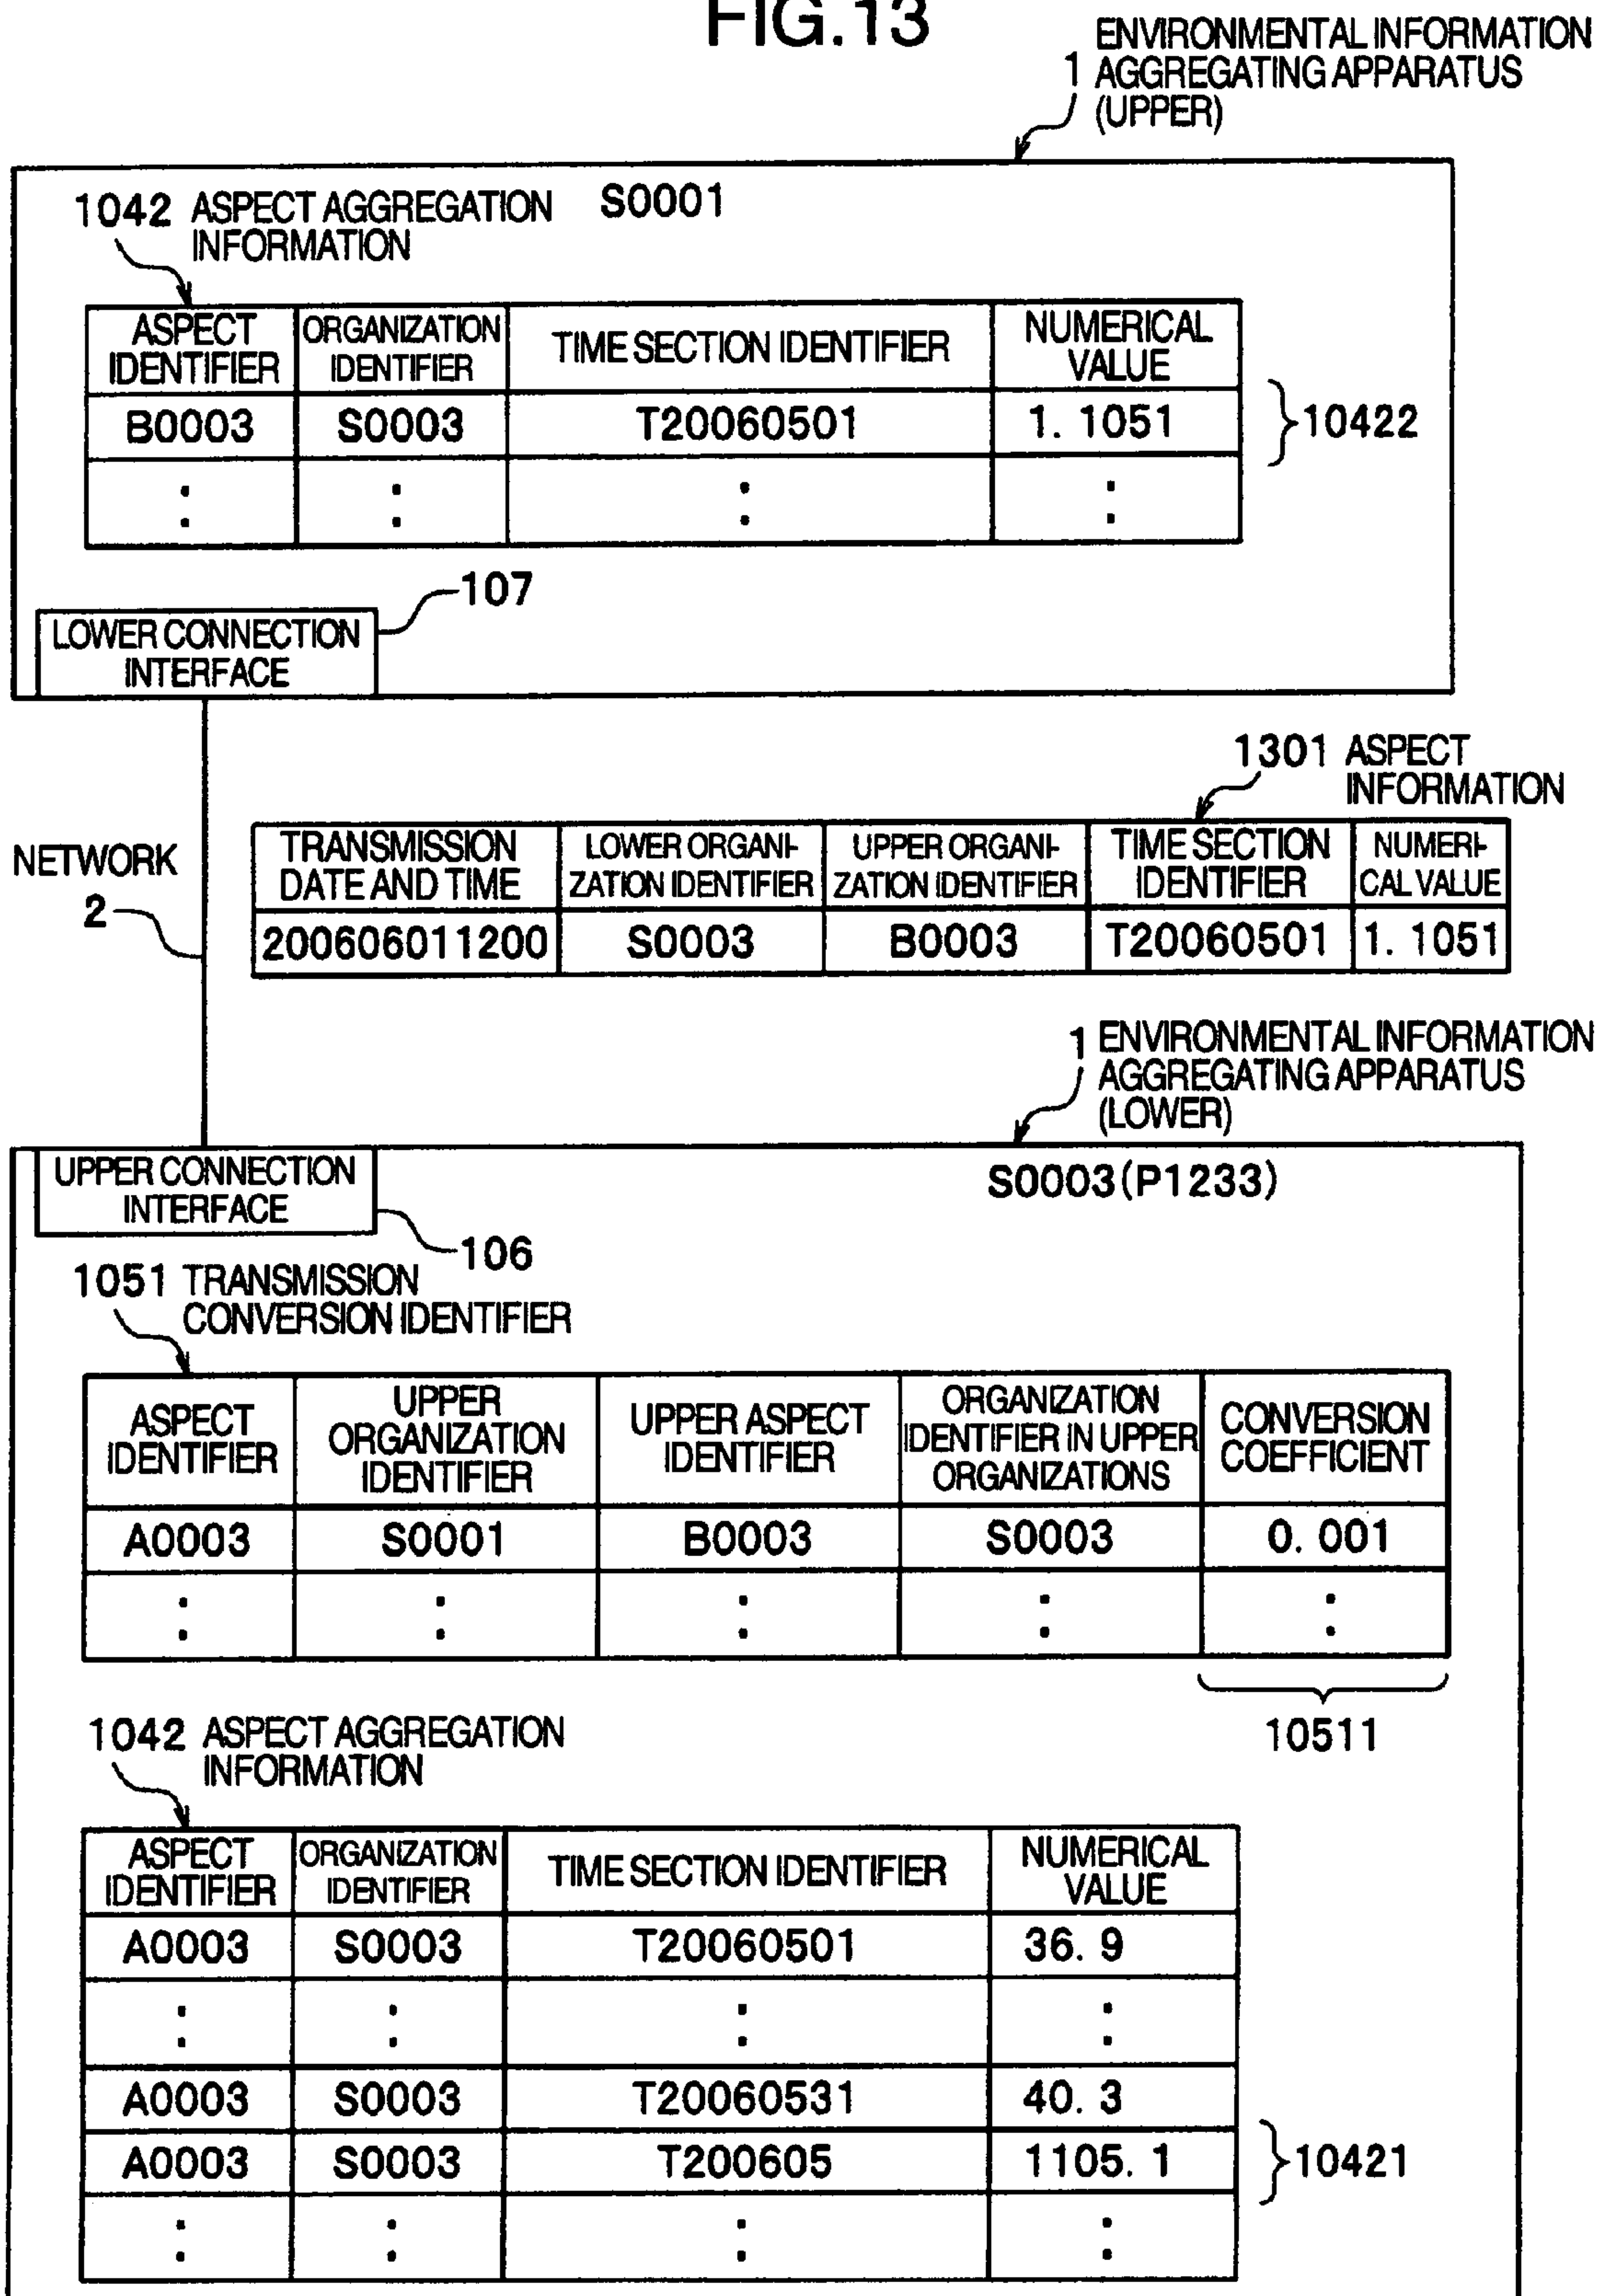 FIG.13
ENVIRONMENTAL INFORMATION
1 AGGREGATING APPARATUS
(UPPER)
1042 ASPECT AGGREGATION S0001
INFORMATION
ASPECT IDENTIFIER ORGANIZATION IDENTIFIER TIME SECTION IDENTIFIER NUMERICAL VALUE
B0003 S0003 T20060501 1. 1051
: : : :
10422
107
LOWER CONNECTION
INTERFACE
1301 ASPECT
INFORMATION
NETWORK
2
TRANSMISSION DATE AND TIME LOWER ORGANI- ZATION IDENTIFIER UPPER ORGANI- ZATION IDENTIFIER TIME SECTION IDENTIFIER NUMERI- CAL VALUE
200606011200 S0003 B0003 T20060501 1. 1051
1 ENVIRONMENTAL INFORMATION
AGGREGATING APPARATUS
(LOWER)
UPPER CONNECTION
INTERFACE
S0003(P1233)
106
1051 TRANSMISSION
CONVERSION IDENTIFIER
ASPECT IDENTIFIER UPPER ORGANIZATION IDENTIFIER UPPER ASPECT IDENTIFIER ORGANIZATION IDENTIFIER IN UPPER ORGANIZATIONS CONVERSION COEFFICIENT
A0003 S0001 B0003 S0003 0. 001
: : : : :
10511
1042 ASPECT AGGREGATION
INFORMATION
ASPECT IDENTIFIER ORGANIZATION IDENTIFIER TIME SECTION IDENTIFIER NUMERICAL VALUE
A0003 S0003 T20060501 36. 9
: : : :
A0003 S0003 T20060531 40. 3
A0003 S0003 T200605 1105. 1
10421
: : : :